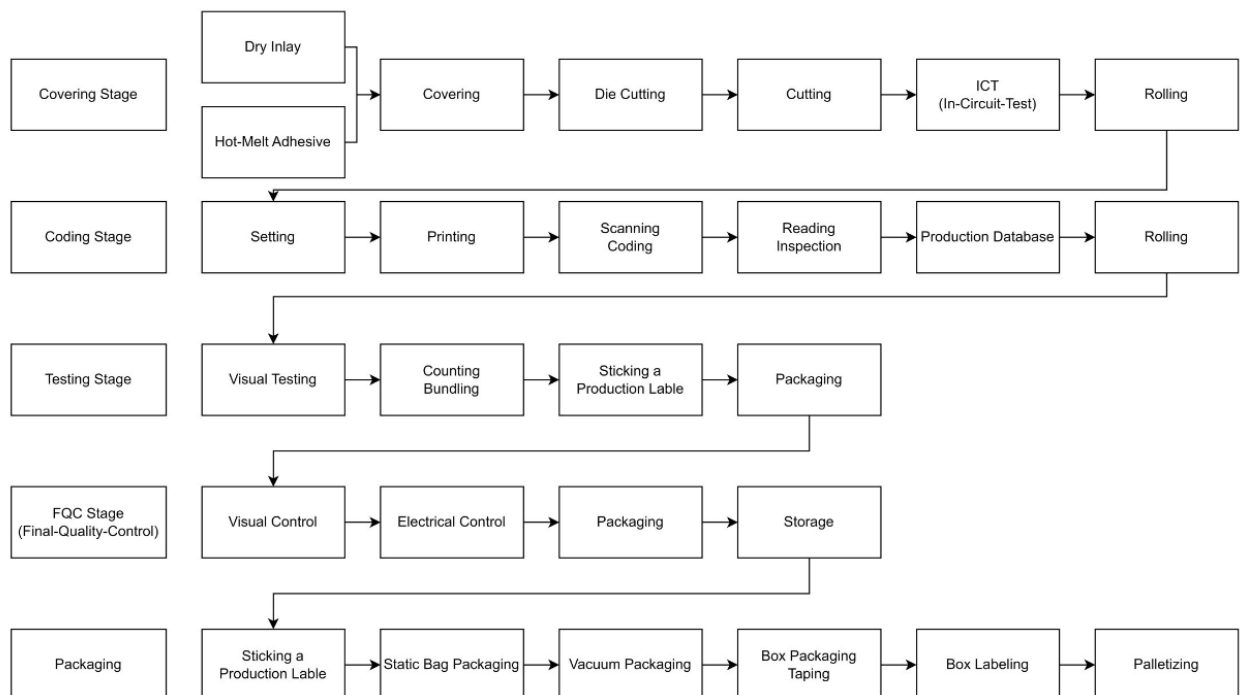 Dry Inlay
Covering Stage
Covering
Die Cutting
Cutting
ICT
(In-Circuit-Test)
Rolling
Hot-Melt Adhesive
Coding Stage
Setting
Printing
Scanning
Coding
Reading
Inspection
Production Database
Rolling
Testing Stage
Visual Testing
Counting
Bundling
Sticking a
Production Lable
Packaging
FQC Stage
(Final-Quality-Control)
Visual Control
Electrical Control
Packaging
Storage
Packaging
Sticking a
Production Lable
Static Bag Packaging
Vacuum Packaging
Box Packaging
Taping
Box Labeling
Palletizing